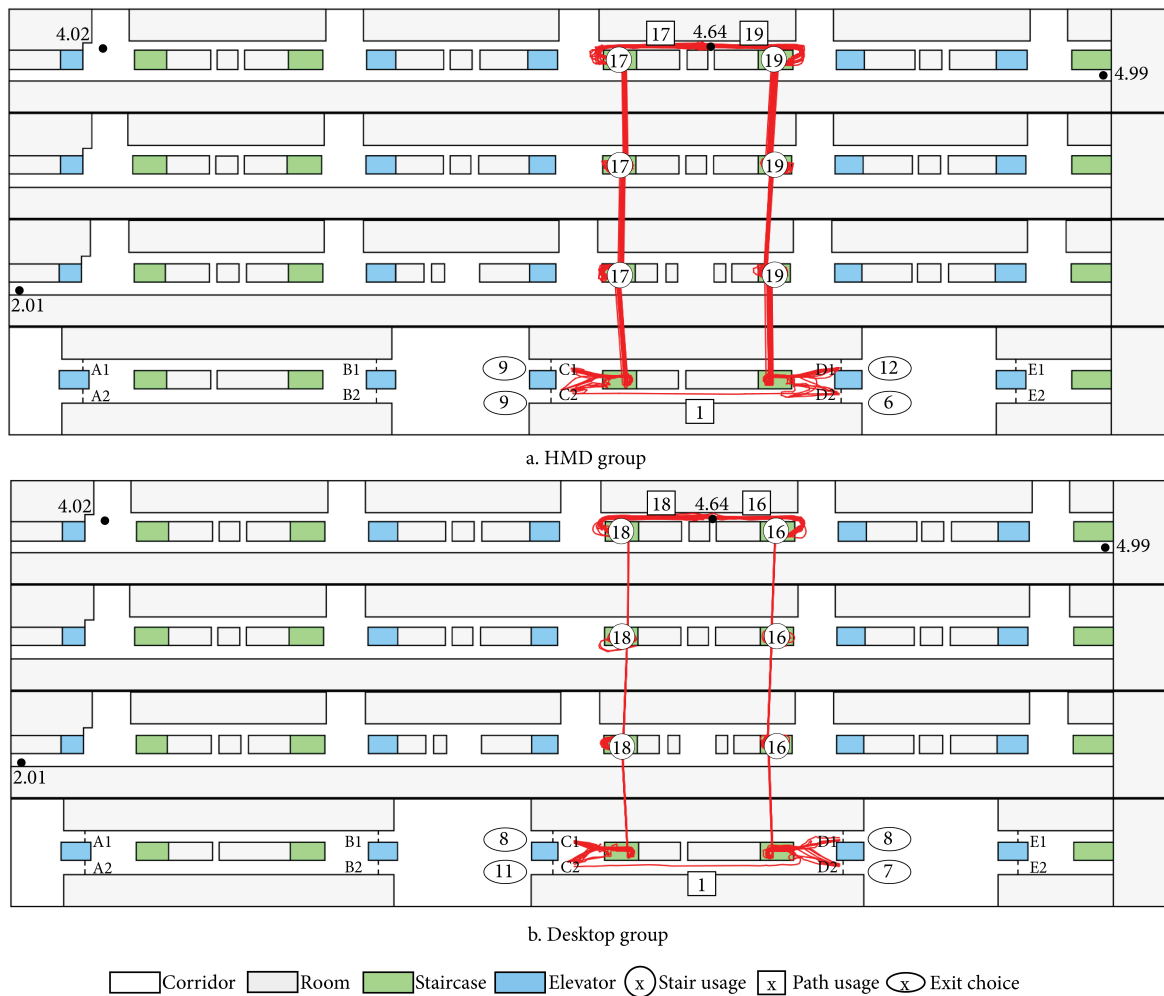 4.02 17 4.64 19
17 19
4.99
17 19
17 19
2.01
A1 B1 9 C1 D1 12 E1
A2 B2 9 C2 D2 6 E2
1
a. HMD group
4.02 18 4.64 16
18 16
4.99
18 16
18 16
2.01
A1 B1 8 C1 D1 8 E1
A2 B2 11 C2 D2 7 E2
1
b. Desktop group
Corridor Room Staircase Elevator x Stair usage x Path usage x Exit choice